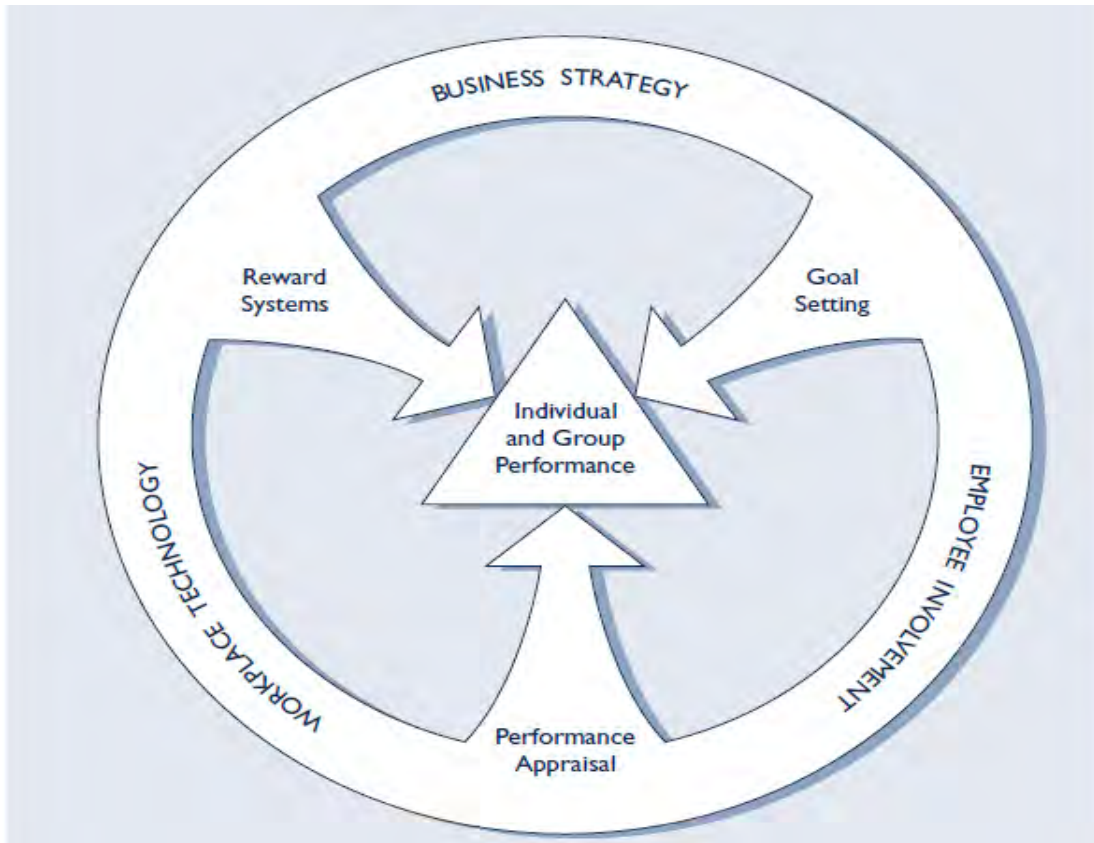 BUSINESS STRATEGY
Reward
Systems
Goal
Setting
Individual
and Group
Performance
WORKPLACE TECHNOLOGY
EMPLOYEE INVOLVEMENT
Performance
Appraisal